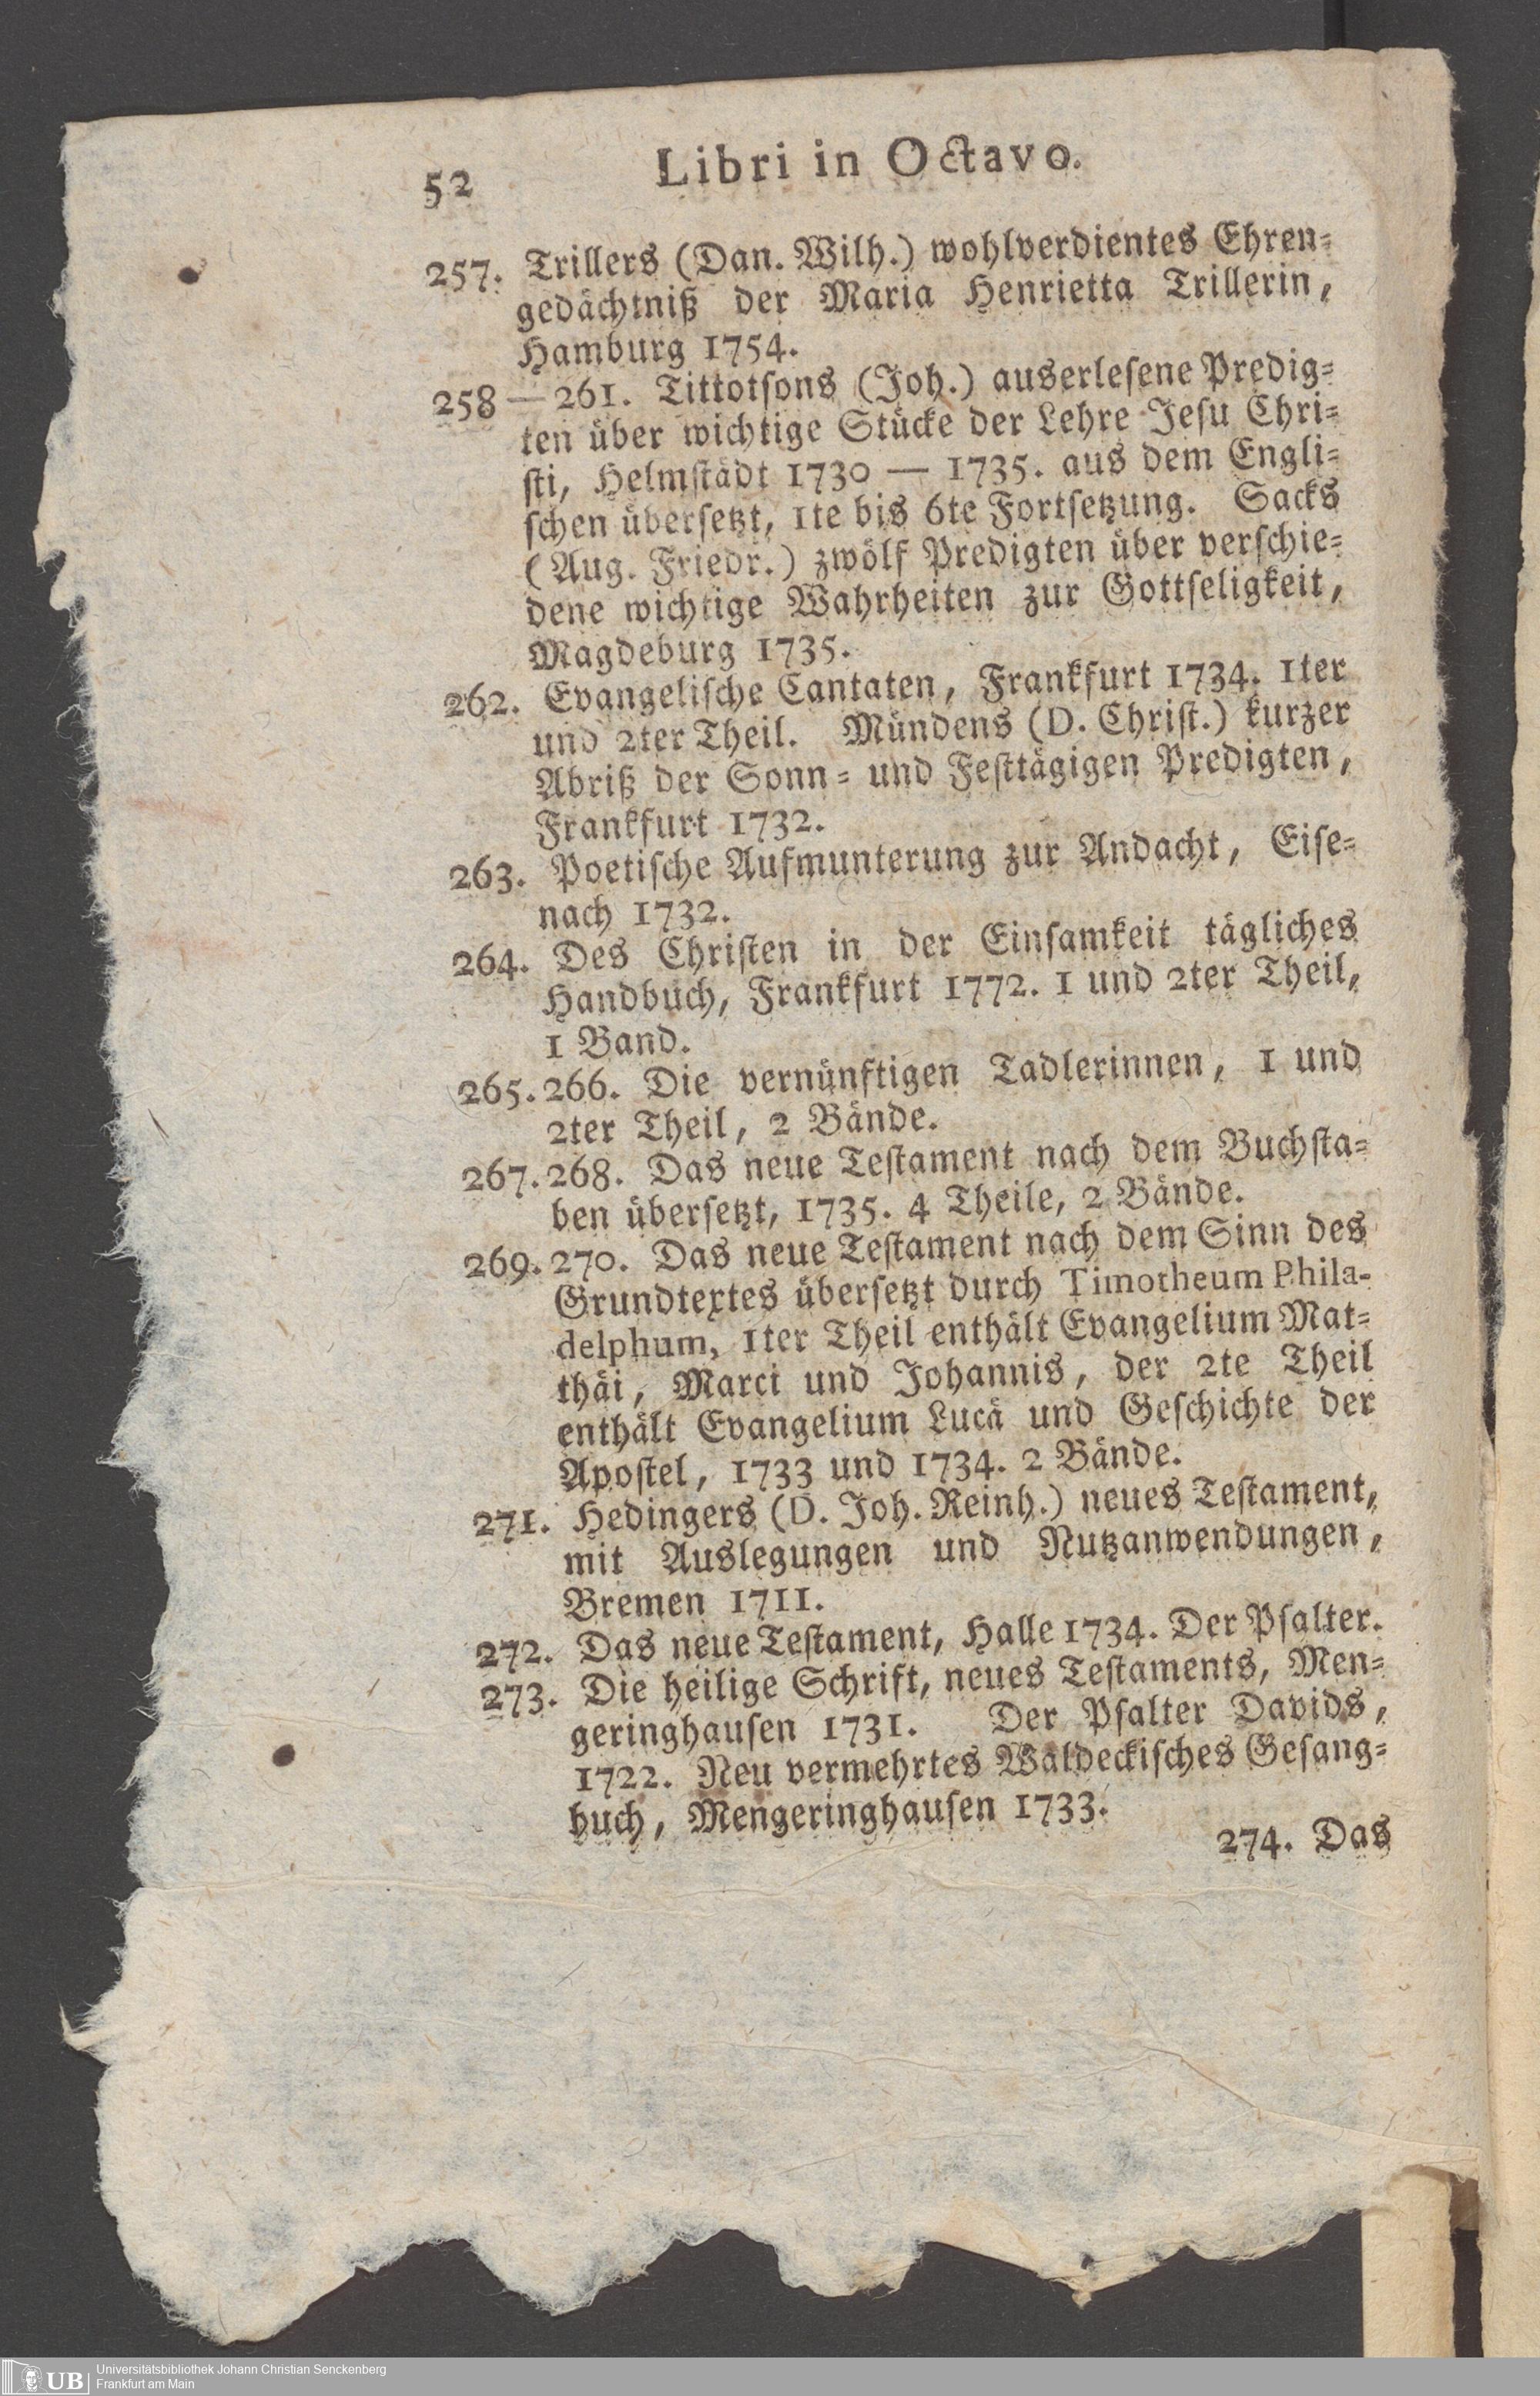 52
Libri in Octavo.
257. Trillers (Dan. Wilh.) wohlverdientes Ehren-
gedächtniß der Maria Henrietta Trillerin,
Hamburg 1754.
258 — 261. Tittotsons (Joh.) auserlesene Predig-
ten über wichtige Stücke der Lehre Jesu Chri-
sti, Helmstädt 1730 — 1735. aus dem Engli-
schen übersetzt, 1te bis 6te Fortsetzung. Sacks
(Aug. Friedr.) zwölf Predigten über verschie-
dene wichtige Wahrheiten zur Gottseligkeit,
Magdeburg 1735.
262. Evangelische Cantaten, Frankfurt 1734. 1ter
und 2ter Theil. Mündens (D. Christ.) kurzer
Abriß der Sonn- und Festtägigen Predigten,
Frankfurt 1732.
263. Poetische Aufmunterung zur Andacht, Eise-
nach 1732.
264. Des Christen in der Einsamkeit tägliches
Handbuch, Frankfurt 1772. 1 und 2ter Theil,
1 Band.
265. 266. Die vernünftigen Tadlerinnen, 1 und
2ter Theil, 2 Bände.
267. 268. Das neue Testament nach dem Buchsta-
ben übersetzt, 1735. 4 Theile, 2 Bände.
269. 270. Das neue Testament nach dem Sinn des
Grundtextes übersetzt durch Timotheum Phila-
delphum, 1ter Theil enthält Evangelium Mat-
thäi, Marci und Johannis, der 2te Theil
enthält Evangelium Lucä und Geschichte der
Apostel, 1733 und 1734. 2 Bände.
271. Hedingers (D. Joh. Reinh.) neues Testament,
mit Auslegungen und Nutzanwendungen,
Bremen 1711.
272. Das neue Testament, Halle 1734. Der Psalter.
273. Die heilige Schrift, neues Testaments, Men-
geringhausen 1731. Der Psalter Davids,
1722. Neu vermehrtes Waldeckisches Gesang-
buch, Mengeringhausen 1733.
274. Das
UB
Universitätsbibliothek Johann Christian Senckenberg
Frankfurt am Main